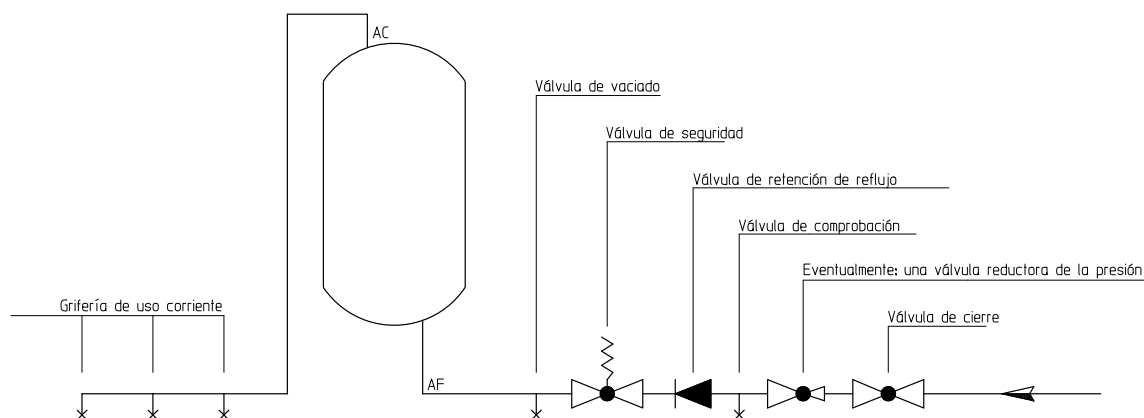 AC
Válvula de vaciado
Válvula de seguridad
Válvula de retención de reflujo
Válvula de comprobación
Eventualmente: una válvula reductora de la presión
Grifería de uso corriente
Válvula de cierre
AF